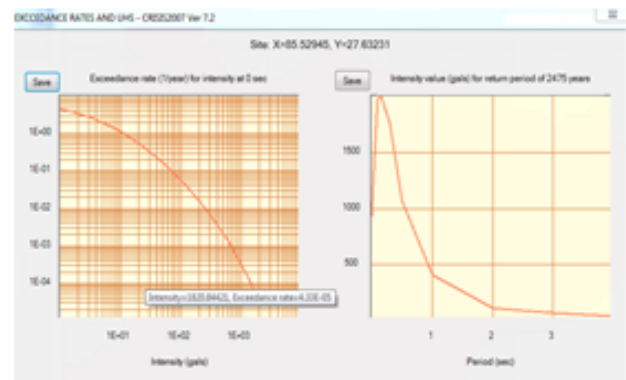 EXCEEDANCE RATES AND UHS - CRISIS2007 Ver 7.2
Site: X=85.52945, Y=27.63231
Save
Exceedance rate (1/year) for intensity at 0 sec
Save
Intensity value (gals) for return period of 2475 years
1E+00
1E-01
1E-02
1E-03
1E-04
Intensity=1620.84421, Exceedance rate=4.33E-05
1E+01
1E+02
1E+03
Intensity (gals)
1500
1000
500
1
2
3
Period (sec)